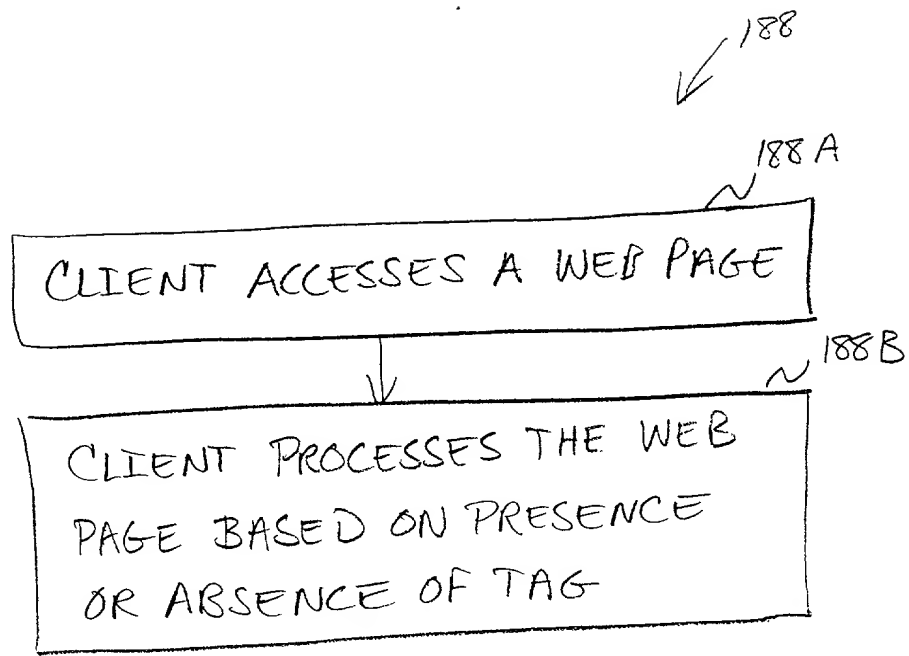 188
188A
CLIENT ACCESSES A WEB PAGE
188B
CLIENT PROCESSES THE WEB
PAGE BASED ON PRESENCE
OR ABSENCE OF TAG